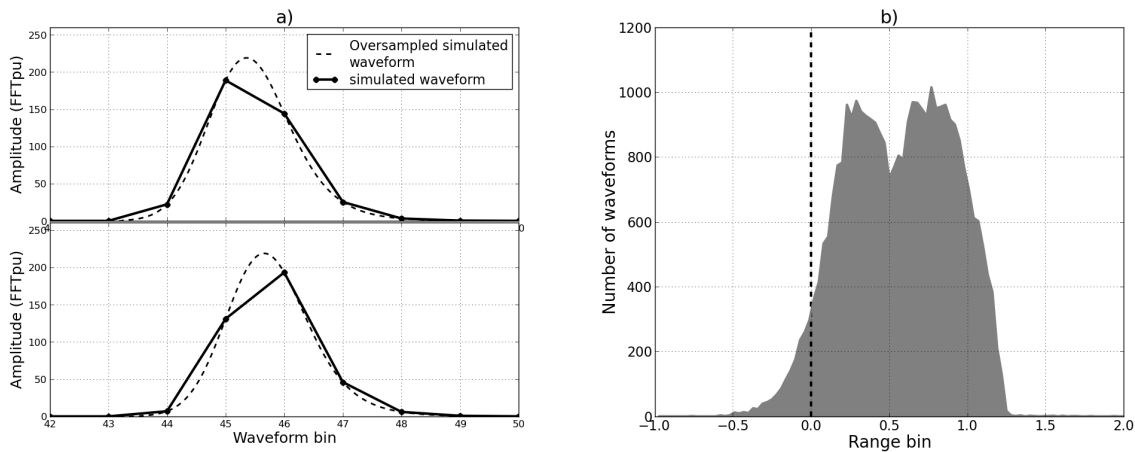 a)
250
200
150
100
50
0
Amplitude (FFTpu)
Oversampled simulated
waveform
simulated waveform
250
200
150
100
50
0
Amplitude (FFTpu)
42 43 44 45 46 47 48 49 50
Waveform bin
b)
1200
1000
800
600
400
200
0
Number of waveforms
−1.0 −0.5 0.0 0.5 1.0 1.5 2.0
Range bin